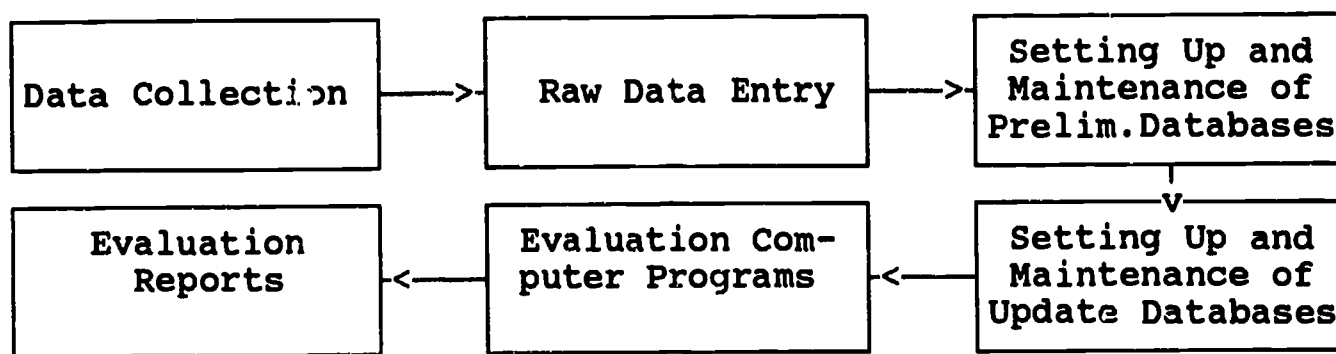 Data Collection
Raw Data Entry
Setting Up and
Maintenance of
Prelim.Databases
Setting Up and
Maintenance of
Update Databases
Evaluation Com-
puter Programs
Evaluation
Reports